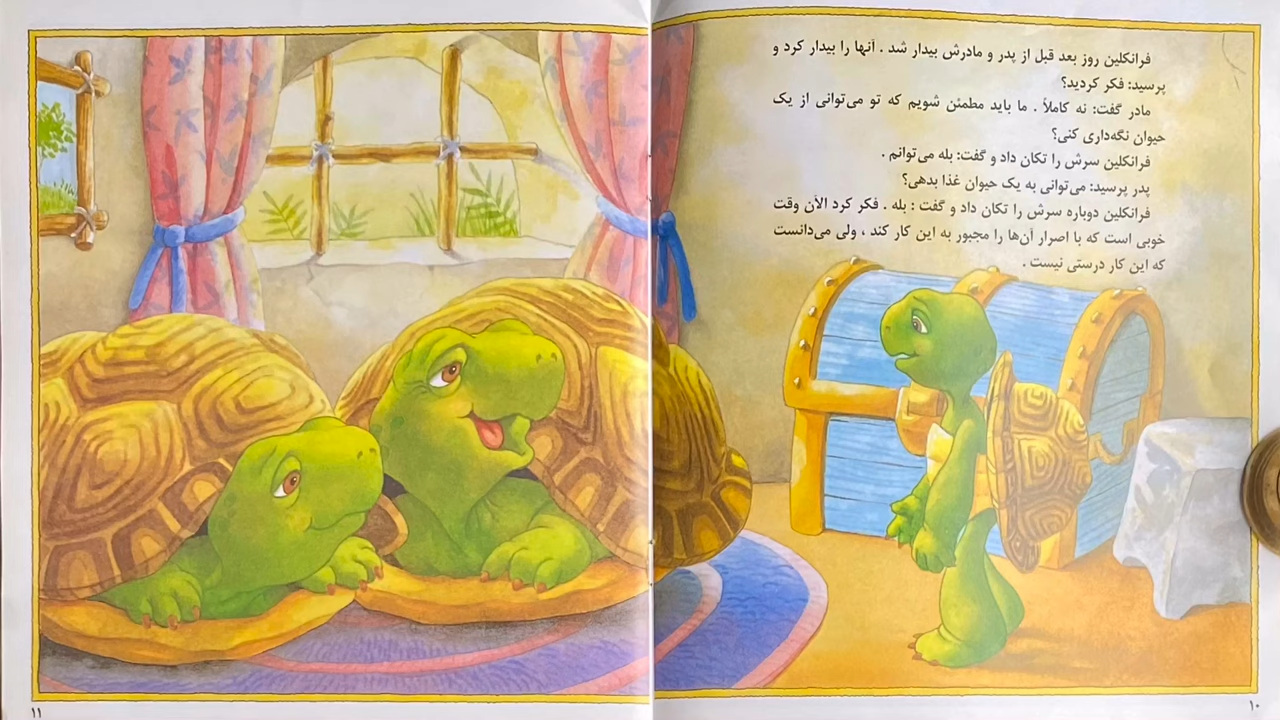 فرانکلین روز بعد قبل از پدر و مادرش بیدار شد . آنها را بیدار کرد و
پرسید: فکر کردید؟
مادر گفت: نه کاملاً . ما باید مطمئن شویم که تو می‌توانی از یک
حیوان نگه‌داری کنی؟
فرانکلین سرش را تکان داد و گفت: بله می‌توانم .
پدر پرسید: می‌توانی به یک حیوان غذا بدهی؟
فرانکلین دوباره سرش را تکان داد و گفت : بله . فکر کرد الآن وقت
خوبی است که با اصرار آن‌ها را مجبور به این کار کند ، ولی می‌دانست
که این کار درستی نیست .
۱۰
۱۱